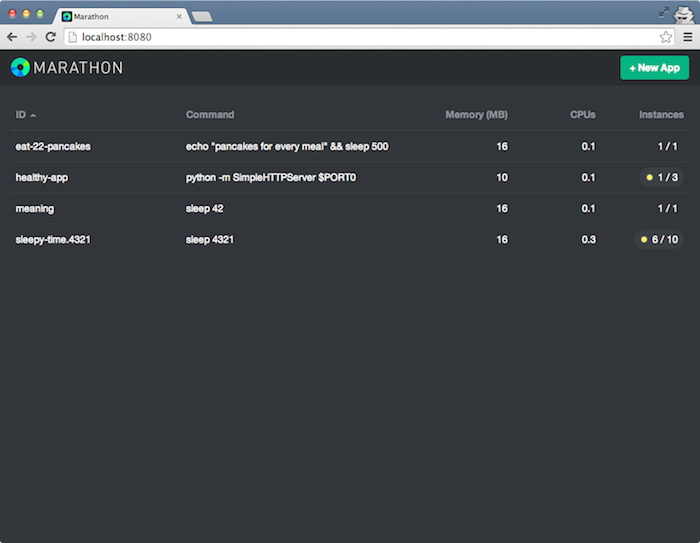 Marathon
localhost:8080
MARATHON
+ New App
ID Command Memory (MB) CPUs Instances
eat-22-pancakes echo "pancakes for every meal" && sleep 500 16 0.1 1 / 1
healthy-app python -m SimpleHTTPServer $PORT0 10 0.1 1 / 3
meaning sleep 42 16 0.1 1 / 1
sleepy-time.4321 sleep 4321 16 0.3 6 / 10